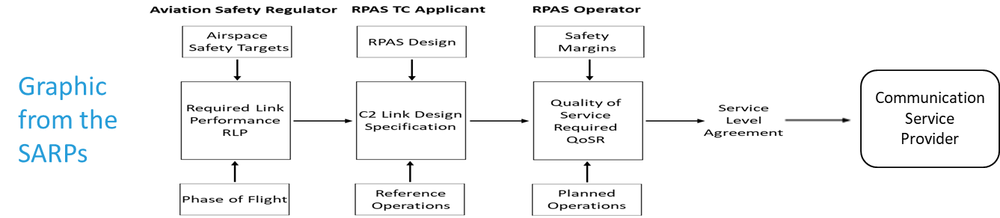 Aviation Safety Regulator
RPAS TC Applicant
RPAS Operator
Airspace
Safety Targets
RPAS Design
Safety
Margins
Graphic
from the
SARPs
Required Link
Performance
RLP
C2 Link Design
Specification
Quality of
Service
Required
QoSR
Service
Level
Agreement
Communication
Service
Provider
Phase of Flight
Reference
Operations
Planned
Operations